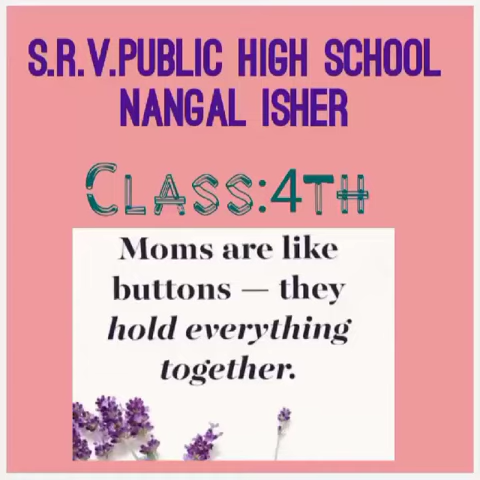 S.R.V.PUBLIC HIGH SCHOOL
NANGAL ISHER
CLASS:4TH
Moms are like
buttons — they
hold everything
together.